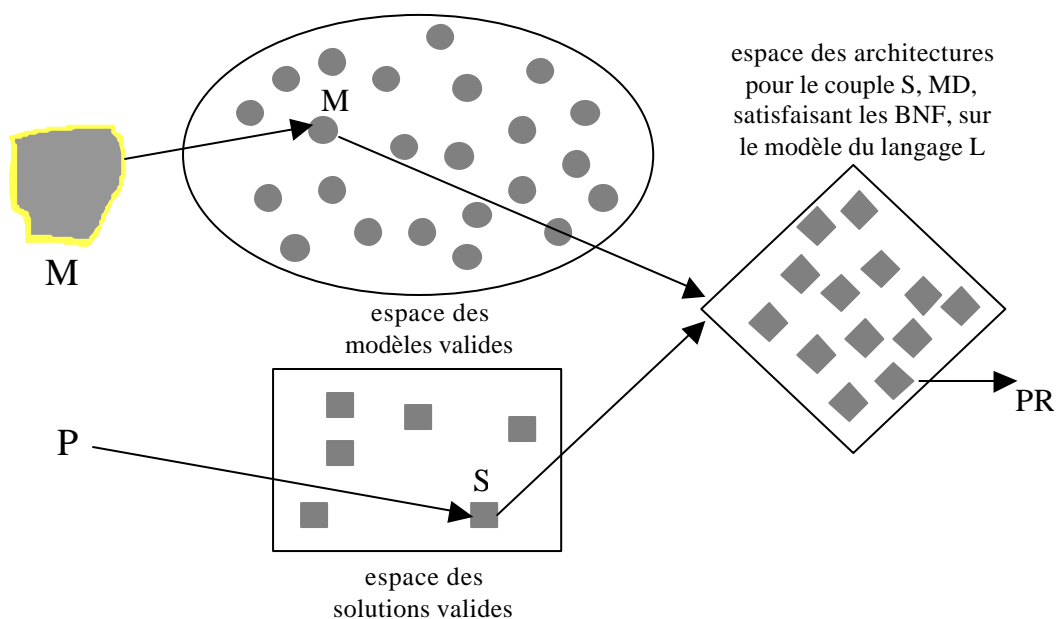 espace des architectures
pour le couple S, MD,
satisfaisant les BNF, sur
le modèle du langage L
M
M
espace des
modèles valides
PR
P
S
espace des
solutions valides